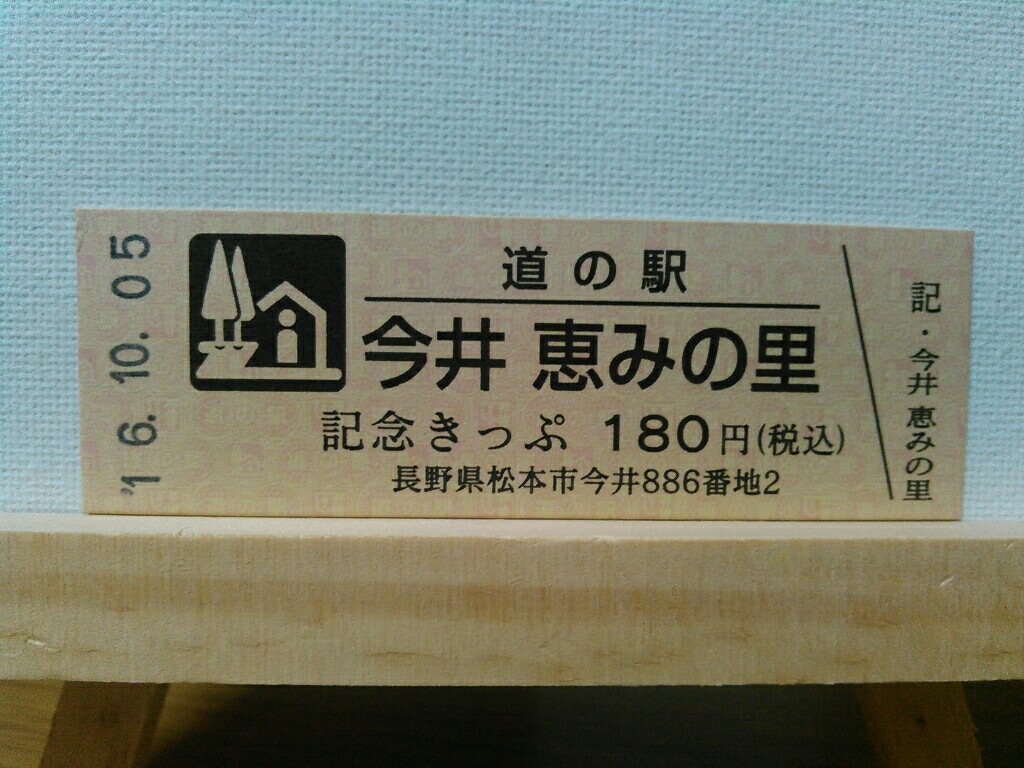 '16.10.05
道の駅
今井 恵みの里
記念きっぷ 180円(税込)
長野県松本市今井886番地2
記・今井 恵みの里